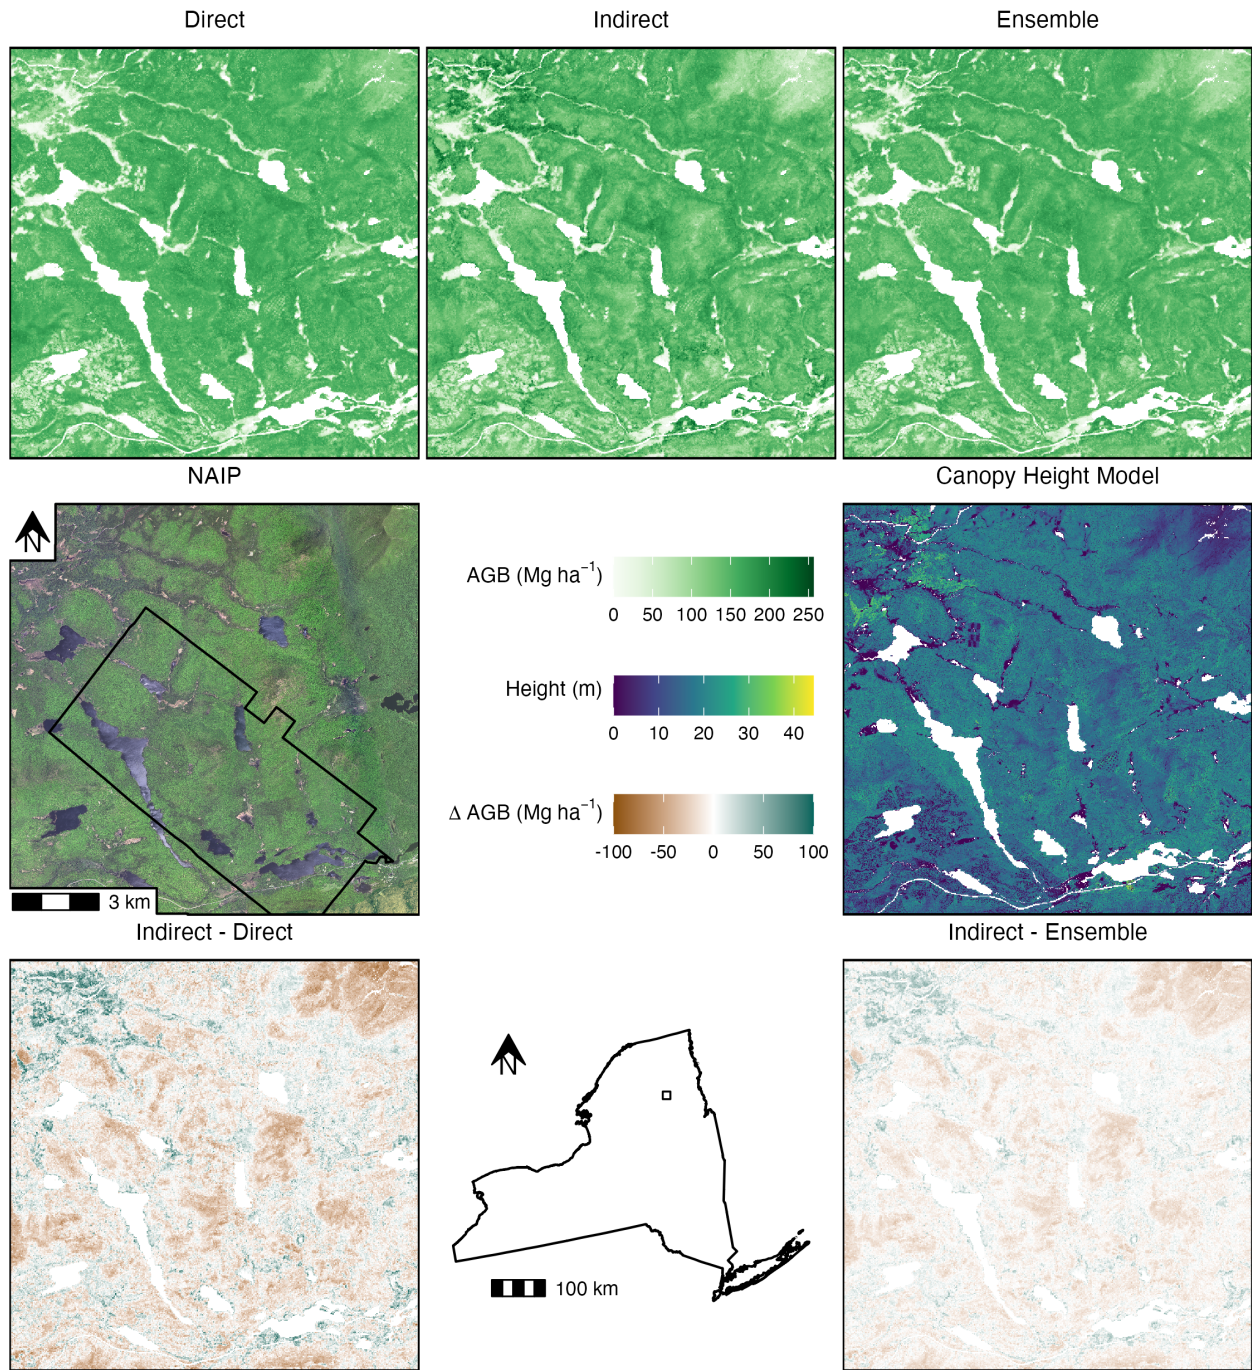 Direct
Indirect
Ensemble
NAIP
Canopy Height Model
N
AGB (Mg ha⁻¹)
0 50 100 150 200 250
Height (m)
0 10 20 30 40
Δ AGB (Mg ha⁻¹)
-100 -50 0 50 100
3 km
Indirect - Direct
Indirect - Ensemble
N
100 km